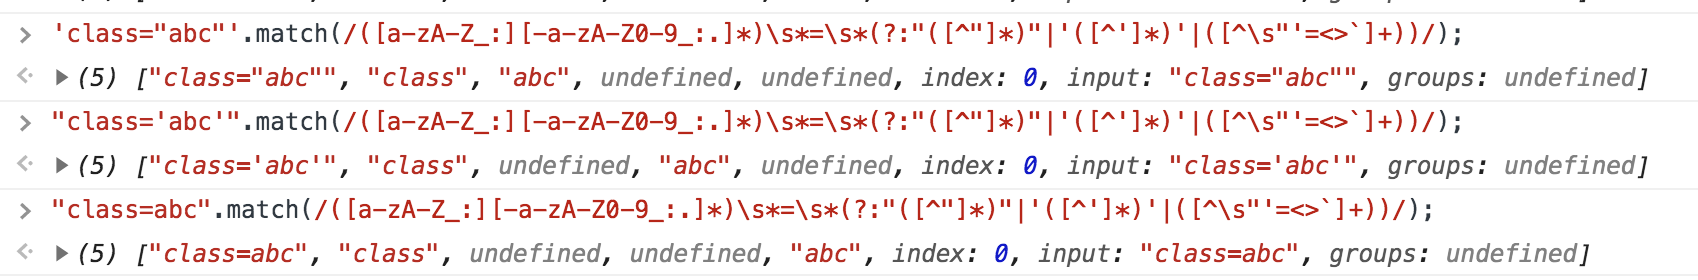 'class="abc"'.match(/([a-zA-Z_:][-a-zA-Z0-9_:.]*)\s*=\s*(?:"([^"]*)"|'([^']*)'|([^\s"'=<>`]+))/);
(5) ["class="abc"", "class", "abc", undefined, undefined, index: 0, input: "class="abc"", groups: undefined]
"class='abc'".match(/([a-zA-Z_:][-a-zA-Z0-9_:.]*)\s*=\s*(?:"([^"]*)"|'([^']*)'|([^\s"'=<>`]+))/);
(5) ["class='abc'", "class", undefined, "abc", undefined, index: 0, input: "class='abc'", groups: undefined]
"class=abc".match(/([a-zA-Z_:][-a-zA-Z0-9_:.]*)\s*=\s*(?:"([^"]*)"|'([^']*)'|([^\s"'=<>`]+))/);
(5) ["class=abc", "class", undefined, undefined, "abc", index: 0, input: "class=abc", groups: undefined]